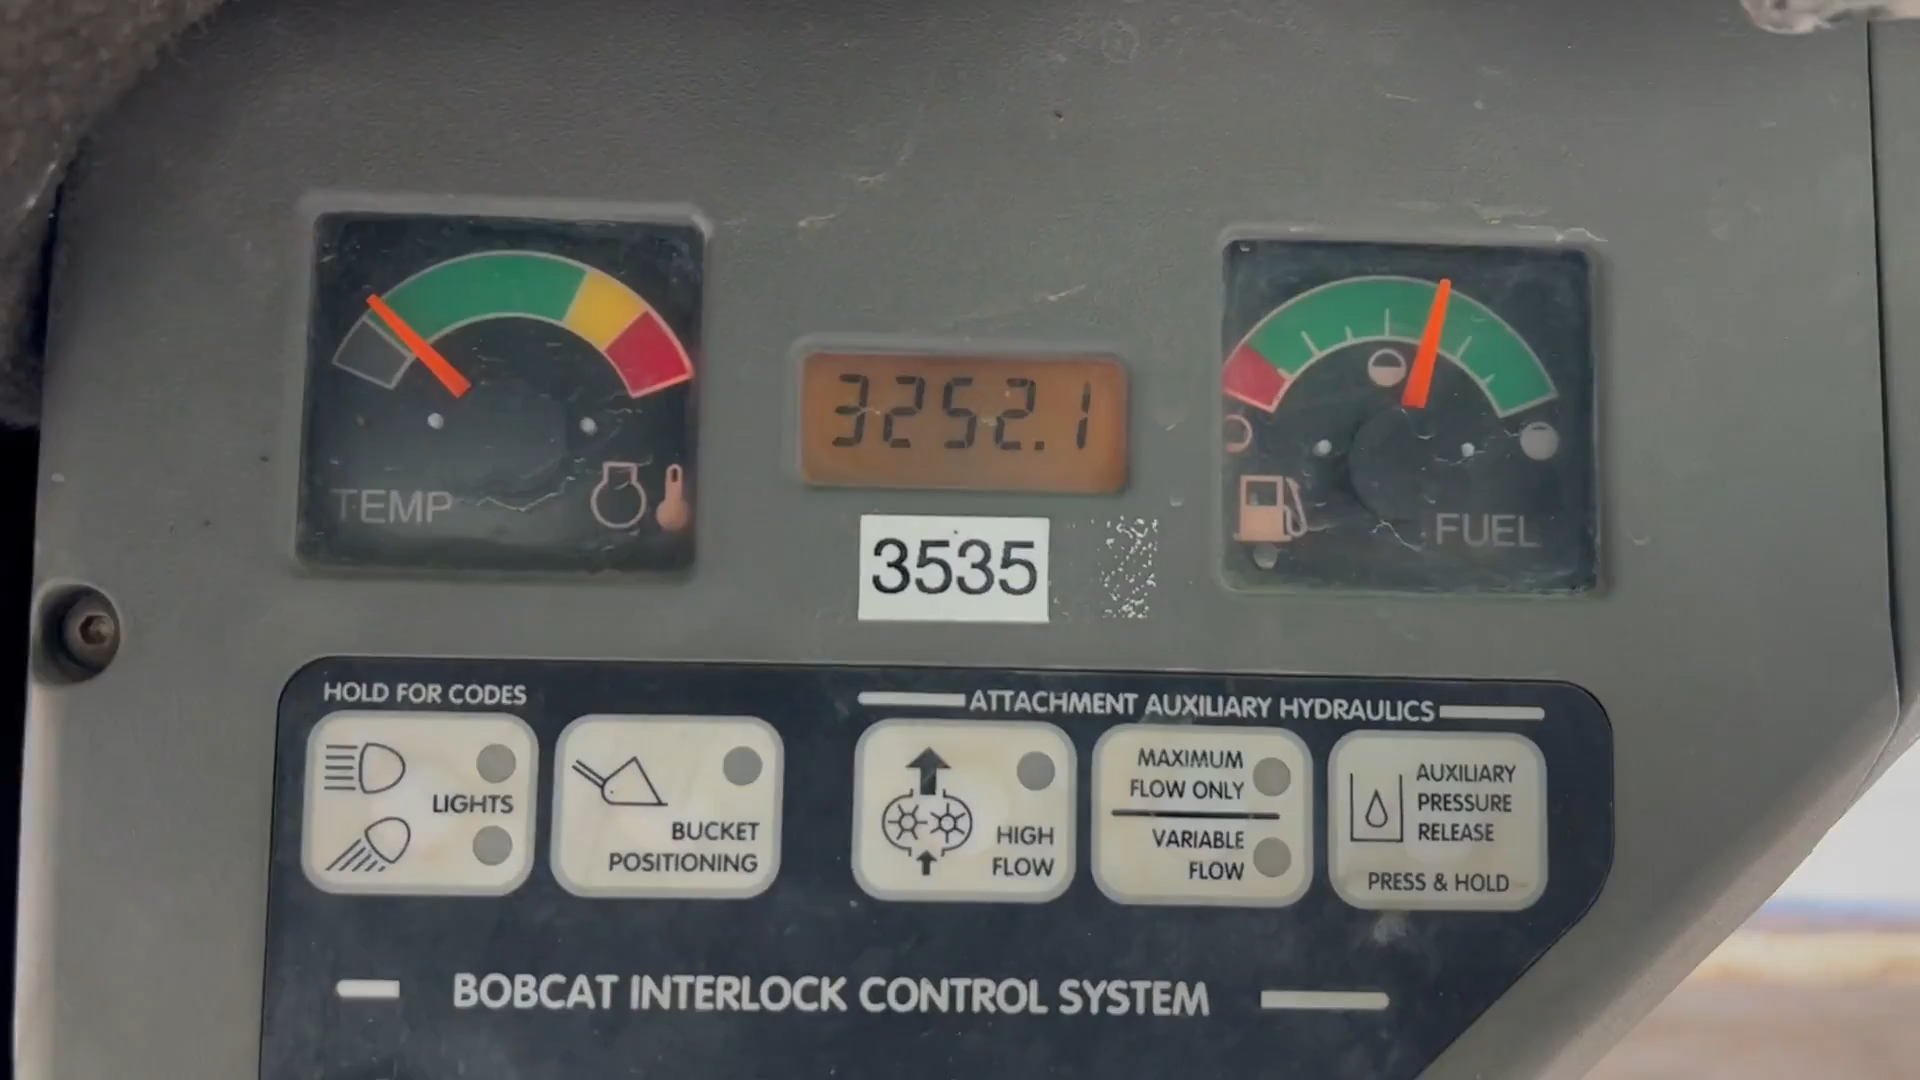 3252.1
TEMP
FUEL
3535
HOLD FOR CODES
ATTACHMENT AUXILIARY HYDRAULICS
LIGHTS
BUCKET
POSITIONING
HIGH
FLOW
MAXIMUM
FLOW ONLY
VARIABLE
FLOW
AUXILIARY
PRESSURE
RELEASE
PRESS & HOLD
BOBCAT INTERLOCK CONTROL SYSTEM